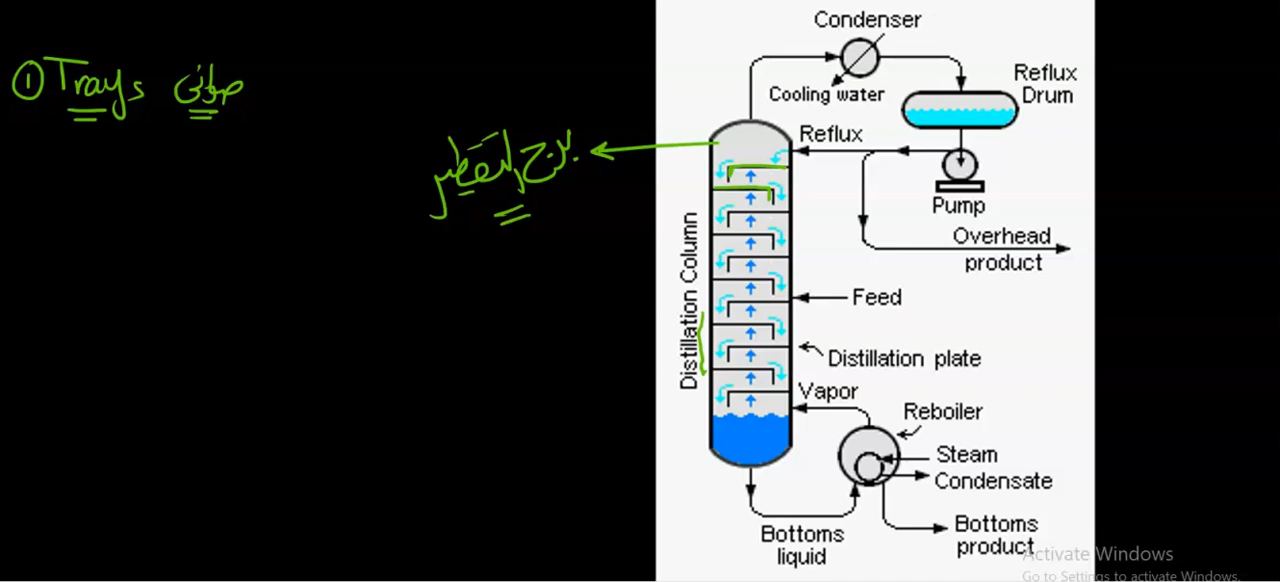 ① Trays صواني
برج التقطير
Condenser
Cooling water
Reflux
Drum
Reflux
Pump
Overhead
product
Distillation Column
Feed
Distillation plate
Vapor
Reboiler
Steam
Condensate
Bottoms
liquid
Bottoms
product
Activate Windows
Go to Settings to activate Windows.